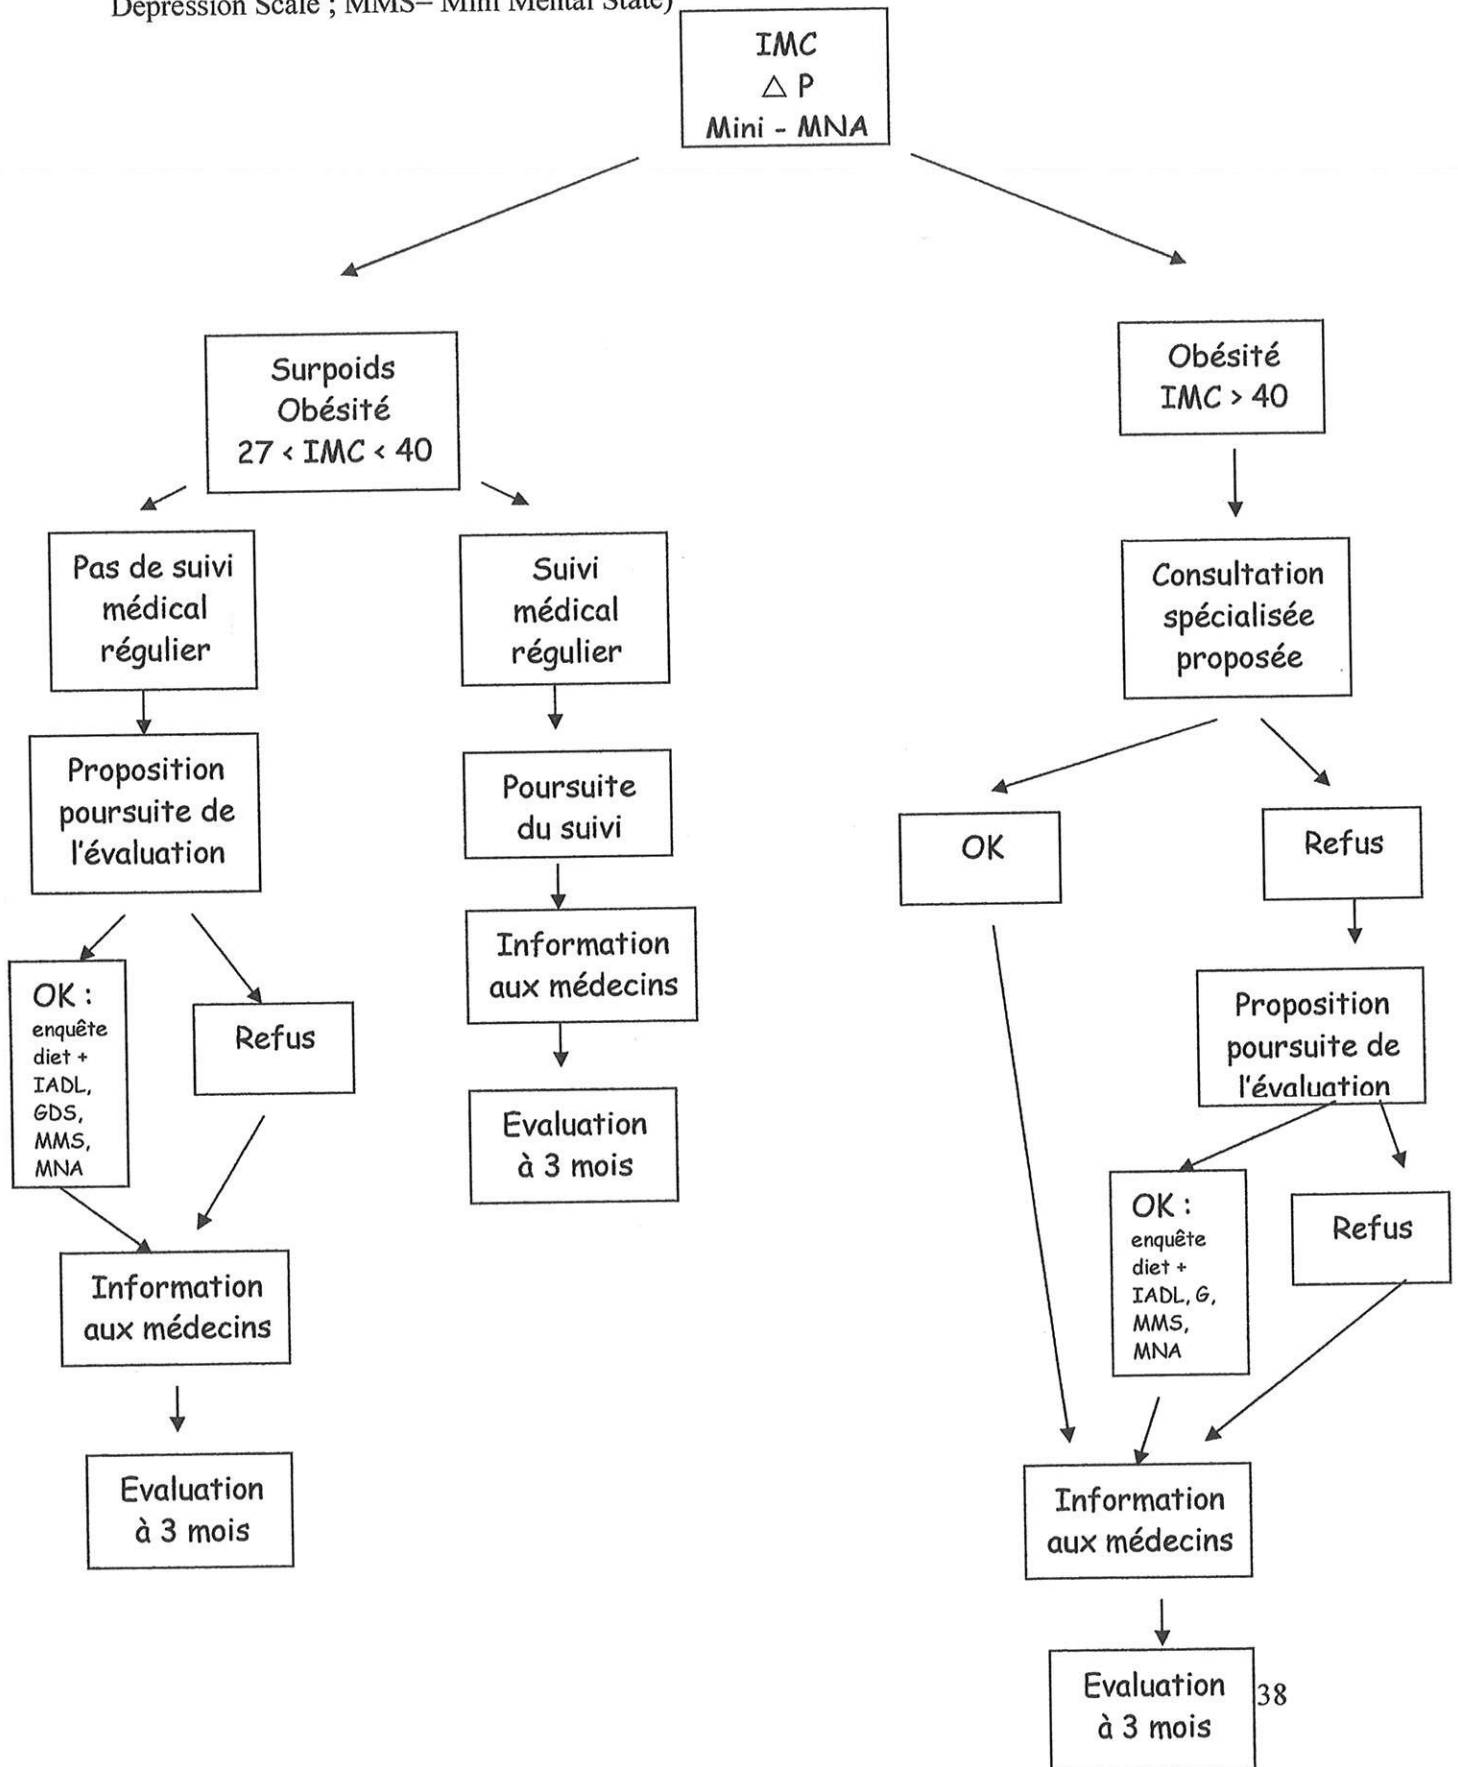 Depression Scale ; MMS– Mini Mental State)
IMC
△ P
Mini - MNA
Surpoids
Obésité
27 < IMC < 40
Pas de suivi
médical
régulier
Proposition
poursuite de
l'évaluation
OK :
enquête
diet +
IADL,
GDS,
MMS,
MNA
Refus
Information
aux médecins
Evaluation
à 3 mois
Suivi
médical
régulier
Poursuite
du suivi
Information
aux médecins
Evaluation
à 3 mois
Obésité
IMC > 40
Consultation
spécialisée
proposée
OK
Refus
Proposition
poursuite de
l'évaluation
OK :
enquête
diet +
IADL, G,
MMS,
MNA
Refus
Information
aux médecins
Evaluation
à 3 mois
38